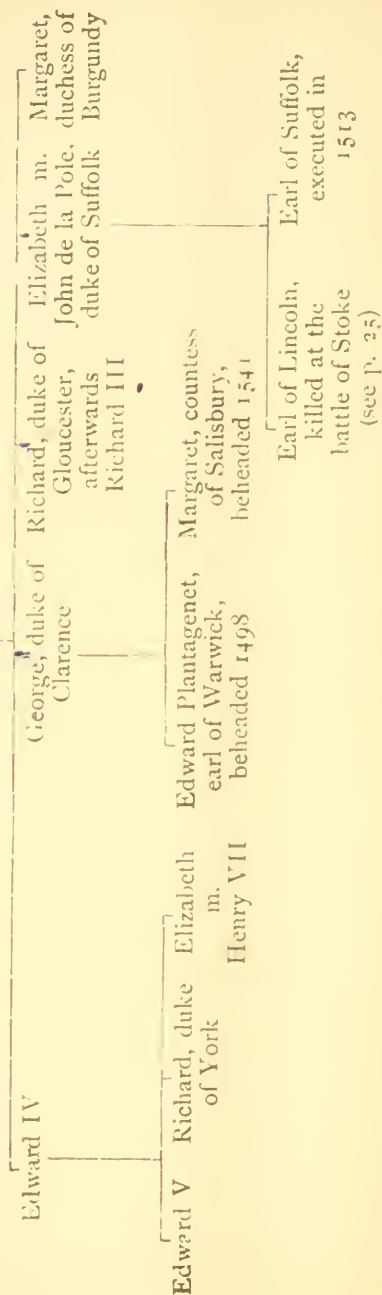 Edward IV
George, duke of
Clarence
Richard, duke of
Gloucester,
afterwards
Richard III
Elizabeth m.
John de la Pole,
duke of Suffolk
Margaret,
duchess of
Burgundy
Edward V
Richard, duke
of York
Elizabeth
m.
Henry VII
Edward Plantagenet,
earl of Warwick,
beheaded 1498
Margaret, countess
of Salisbury,
beheaded 1541
Earl of Lincoln,
killed at the
battle of Stoke
(see p. 25)
Earl of Suffolk,
executed in
1513